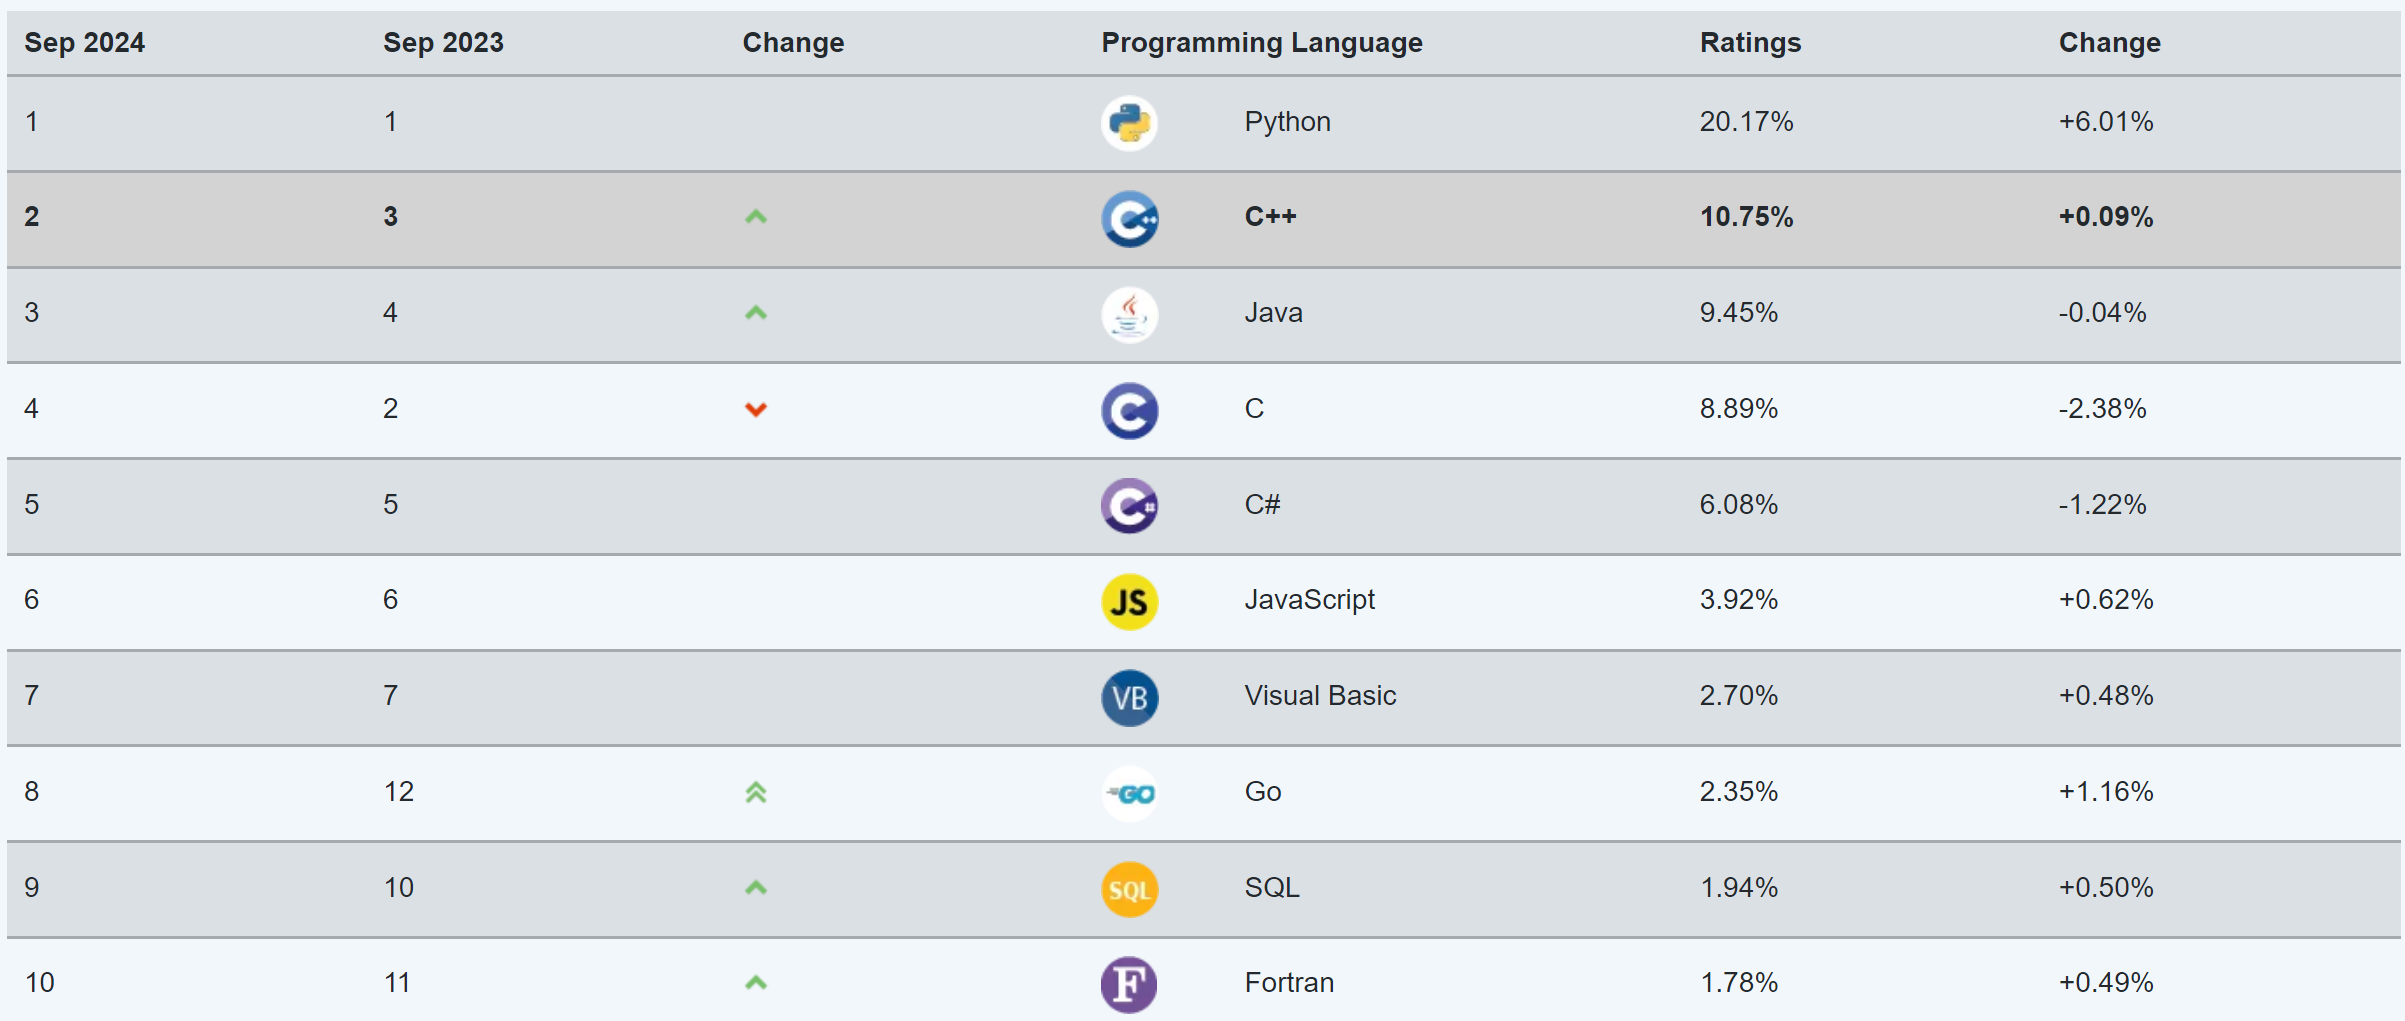 Sep 2024 Sep 2023 Change Programming Language Ratings Change
1 1 Python 20.17% +6.01%
2 3 C++ C++ 10.75% +0.09%
3 4 Java 9.45% -0.04%
4 2 C C 8.89% -2.38%
5 5 C# C# 6.08% -1.22%
6 6 JS JavaScript 3.92% +0.62%
7 7 VB Visual Basic 2.70% +0.48%
8 12 GO Go 2.35% +1.16%
9 10 SQL SQL 1.94% +0.50%
10 11 F Fortran 1.78% +0.49%